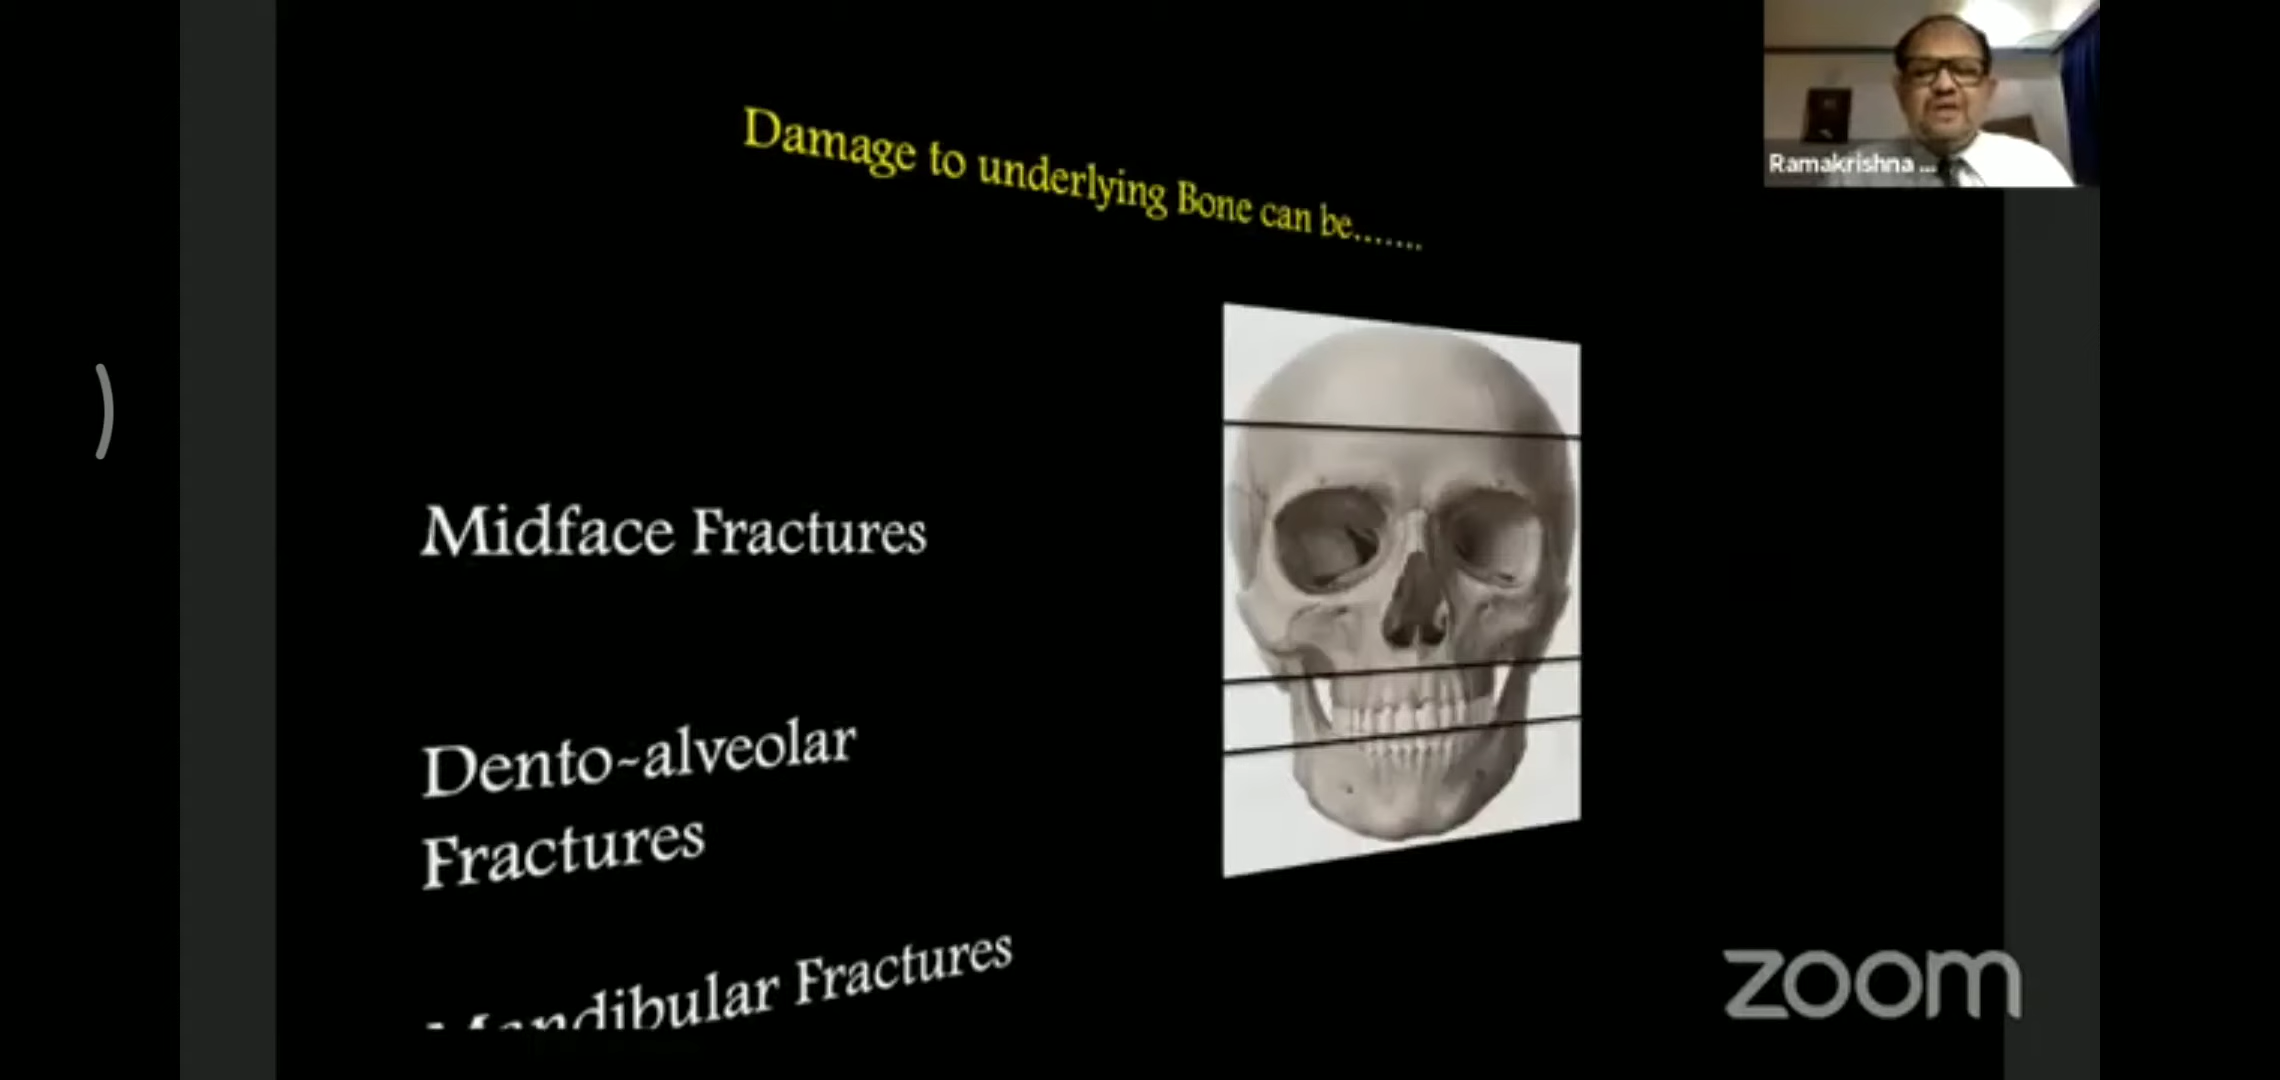 Damage to underlying Bone can be.......
Ramakrishna ...
Midface Fractures
Dento-alveolar
Fractures
Mandibular Fractures
zoom